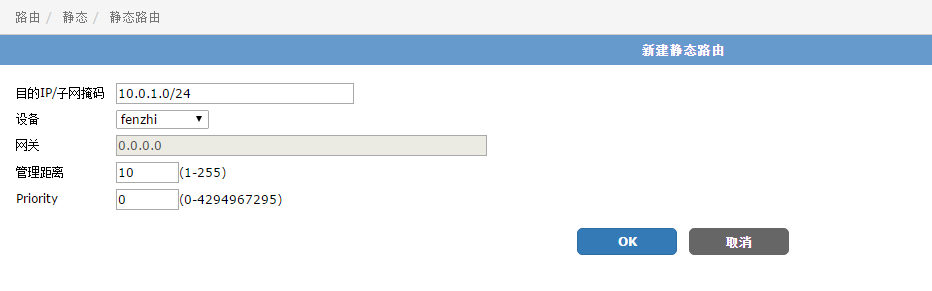 路由 / 静态 / 静态路由
新建静态路由
目的IP/子网掩码 10.0.1.0/24
设备 fenzhi
网关 0.0.0.0
管理距离 10 (1-255)
Priority 0 (0-4294967295)
OK 取消